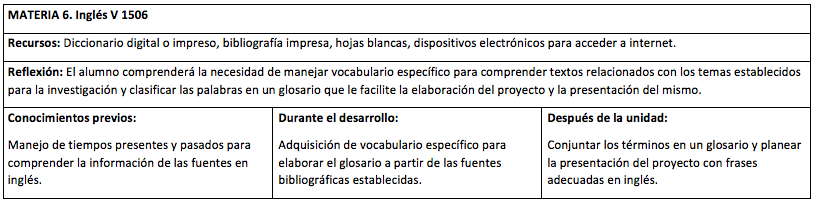 MATERIA 6. Inglés V 1506
Recursos: Diccionario digital o impreso, bibliografía impresa, hojas blancas, dispositivos electrónicos para acceder a internet.
Reflexión: El alumno comprenderá la necesidad de manejar vocabulario específico para comprender textos relacionados con los temas establecidos
para la investigación y clasificar las palabras en un glosario que le facilite la elaboración del proyecto y la presentación del mismo.
Conocimientos previos:
Manejo de tiempos presentes y pasados para
comprender la información de las fuentes en
inglés.
Durante el desarrollo:
Adquisición de vocabulario específico para
elaborar el glosario a partir de las fuentes
bibliográficas establecidas.
Después de la unidad:
Conjuntar los términos en un glosario y planear
la presentación del proyecto con frases
adecuadas en inglés.